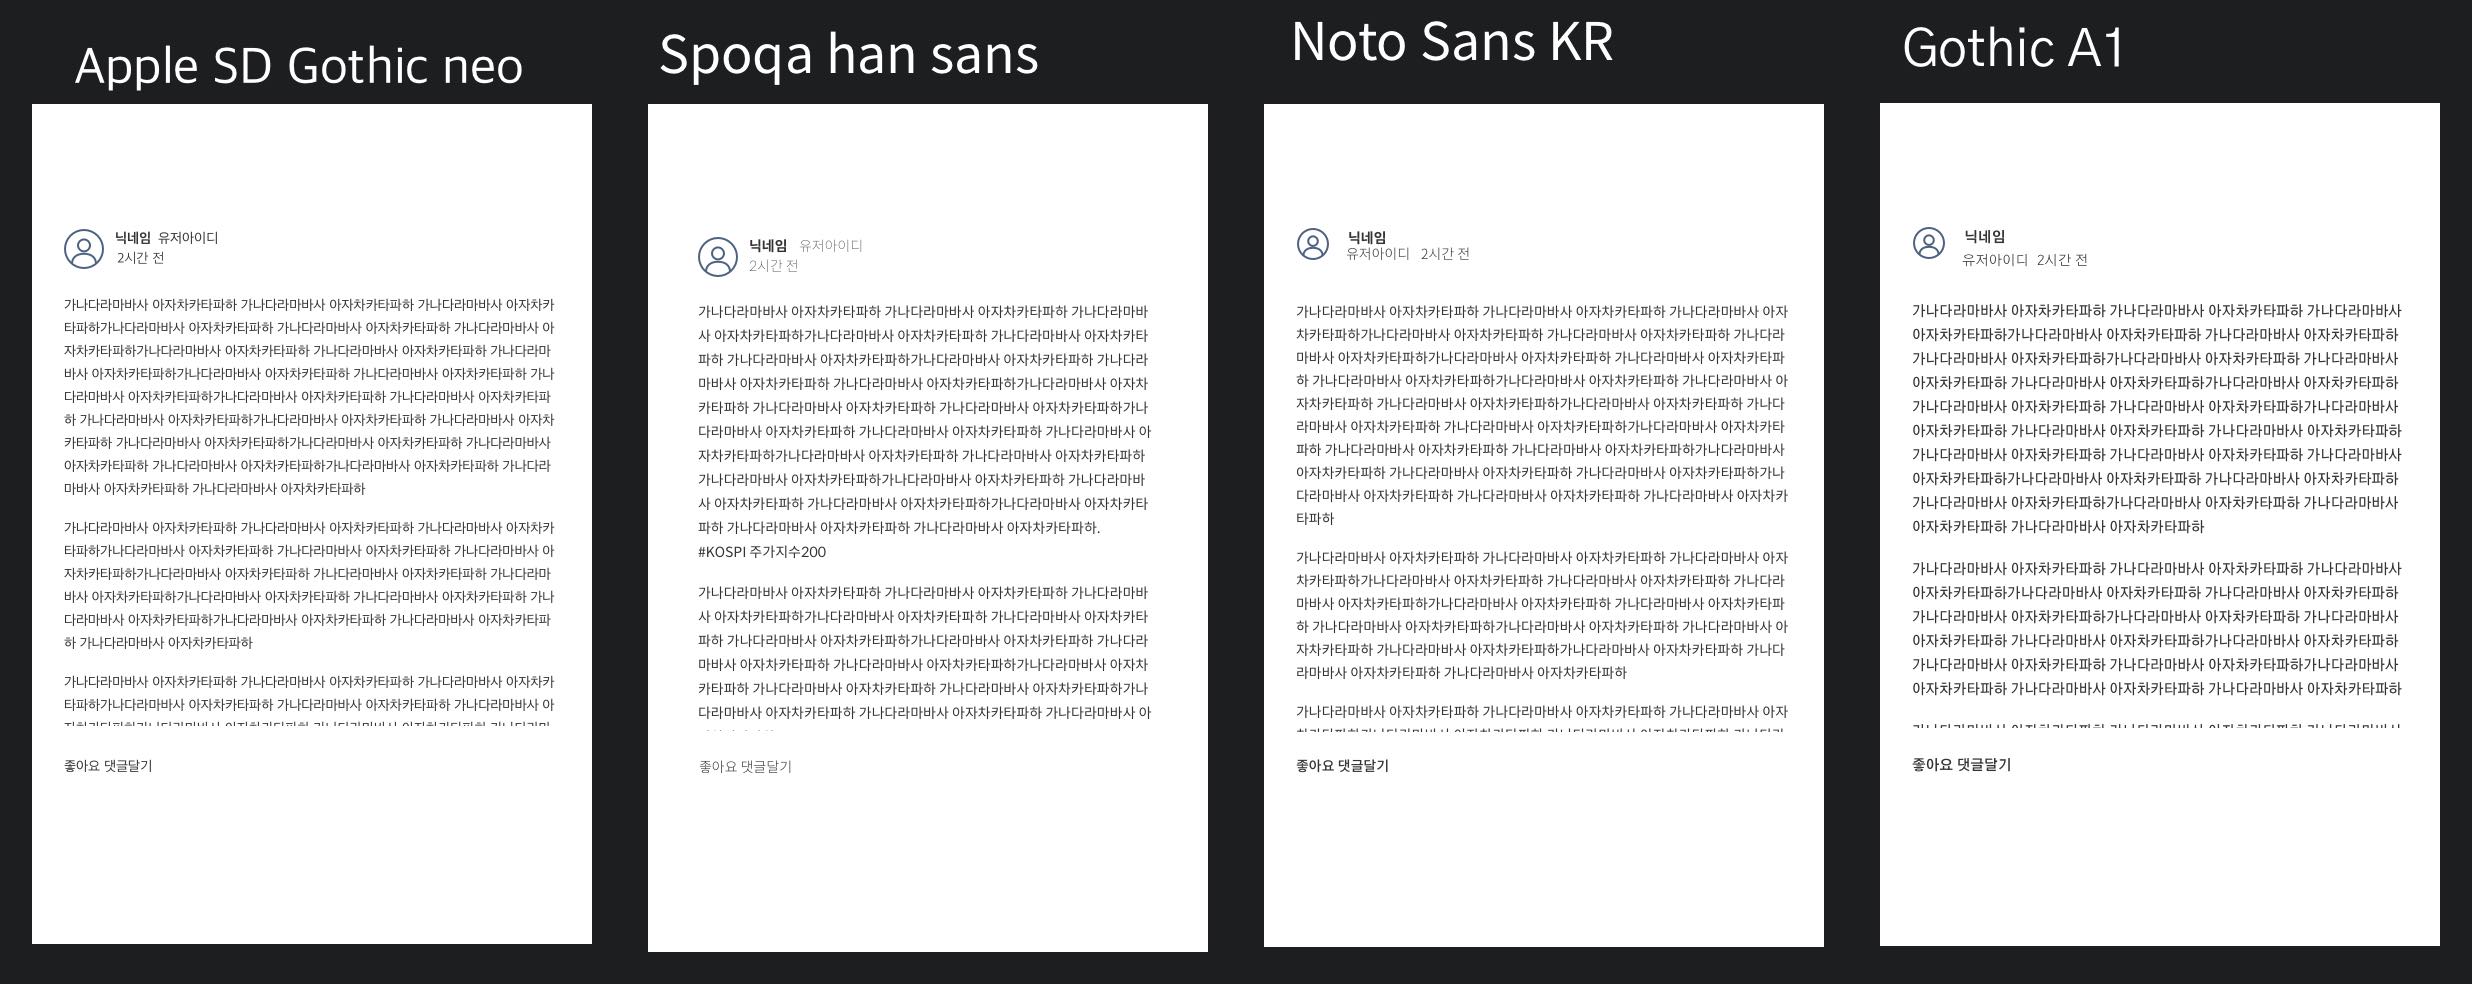 Apple SD Gothic neo
닉네임 유저아이디
2시간 전
가나다라마바사 아자차카타파하 가나다라마바사 아자차카타파하 가나다라마바사 아자차카
타파하가나다라마바사 아자차카타파하 가나다라마바사 아자차카타파하 가나다라마바사 아
자차카타파하가나다라마바사 아자차카타파하 가나다라마바사 아자차카타파하 가나다라마
바사 아자차카타파하가나다라마바사 아자차카타파하 가나다라마바사 아자차카타파하 가나
다라마바사 아자차카타파하가나다라마바사 아자차카타파하 가나다라마바사 아자차카타파
하 가나다라마바사 아자차카타파하가나다라마바사 아자차카타파하 가나다라마바사 아자차
카타파하 가나다라마바사 아자차카타파하가나다라마바사 아자차카타파하 가나다라마바사
아자차카타파하 가나다라마바사 아자차카타파하가나다라마바사 아자차카타파하 가나다라
마바사 아자차카타파하 가나다라마바사 아자차카타파하
가나다라마바사 아자차카타파하 가나다라마바사 아자차카타파하 가나다라마바사 아자차카
타파하가나다라마바사 아자차카타파하 가나다라마바사 아자차카타파하 가나다라마바사 아
자차카타파하가나다라마바사 아자차카타파하 가나다라마바사 아자차카타파하 가나다라마
바사 아자차카타파하가나다라마바사 아자차카타파하 가나다라마바사 아자차카타파하 가나
다라마바사 아자차카타파하가나다라마바사 아자차카타파하 가나다라마바사 아자차카타파
하 가나다라마바사 아자차카타파하
가나다라마바사 아자차카타파하 가나다라마바사 아자차카타파하 가나다라마바사 아자차카
타파하가나다라마바사 아자차카타파하 가나다라마바사 아자차카타파하 가나다라마바사 아
좋아요 댓글달기
Spoqa han sans
닉네임 유저아이디
2시간 전
가나다라마바사 아자차카타파하 가나다라마바사 아자차카타파하 가나다라마바
사 아자차카타파하가나다라마바사 아자차카타파하 가나다라마바사 아자차카타
파하 가나다라마바사 아자차카타파하가나다라마바사 아자차카타파하 가나다라
마바사 아자차카타파하 가나다라마바사 아자차카타파하가나다라마바사 아자차
카타파하 가나다라마바사 아자차카타파하 가나다라마바사 아자차카타파하가나
다라마바사 아자차카타파하 가나다라마바사 아자차카타파하 가나다라마바사 아
자차카타파하가나다라마바사 아자차카타파하 가나다라마바사 아자차카타파하
가나다라마바사 아자차카타파하가나다라마바사 아자차카타파하 가나다라마바
사 아자차카타파하 가나다라마바사 아자차카타파하가나다라마바사 아자차카타
파하 가나다라마바사 아자차카타파하 가나다라마바사 아자차카타파하.
#KOSPI 주가지수200
가나다라마바사 아자차카타파하 가나다라마바사 아자차카타파하 가나다라마바
사 아자차카타파하가나다라마바사 아자차카타파하 가나다라마바사 아자차카타
파하 가나다라마바사 아자차카타파하가나다라마바사 아자차카타파하 가나다라
마바사 아자차카타파하 가나다라마바사 아자차카타파하가나다라마바사 아자차
카타파하 가나다라마바사 아자차카타파하 가나다라마바사 아자차카타파하가나
다라마바사 아자차카타파하 가나다라마바사 아자차카타파하 가나다라마바사 아
좋아요 댓글달기
Noto Sans KR
닉네임
유저아이디 2시간 전
가나다라마바사 아자차카타파하 가나다라마바사 아자차카타파하 가나다라마바사 아자
차카타파하가나다라마바사 아자차카타파하 가나다라마바사 아자차카타파하 가나다라
마바사 아자차카타파하가나다라마바사 아자차카타파하 가나다라마바사 아자차카타파
하 가나다라마바사 아자차카타파하가나다라마바사 아자차카타파하 가나다라마바사 아
자차카타파하 가나다라마바사 아자차카타파하가나다라마바사 아자차카타파하 가나다
라마바사 아자차카타파하 가나다라마바사 아자차카타파하가나다라마바사 아자차카타
파하 가나다라마바사 아자차카타파하 가나다라마바사 아자차카타파하가나다라마바사
아자차카타파하 가나다라마바사 아자차카타파하 가나다라마바사 아자차카타파하가나
다라마바사 아자차카타파하 가나다라마바사 아자차카타파하 가나다라마바사 아자차카
타파하
가나다라마바사 아자차카타파하 가나다라마바사 아자차카타파하 가나다라마바사 아자
차카타파하가나다라마바사 아자차카타파하 가나다라마바사 아자차카타파하 가나다라
마바사 아자차카타파하가나다라마바사 아자차카타파하 가나다라마바사 아자차카타파
하 가나다라마바사 아자차카타파하가나다라마바사 아자차카타파하 가나다라마바사 아
자차카타파하 가나다라마바사 아자차카타파하가나다라마바사 아자차카타파하 가나다
라마바사 아자차카타파하 가나다라마바사 아자차카타파하
가나다라마바사 아자차카타파하 가나다라마바사 아자차카타파하 가나다라마바사 아자
좋아요 댓글달기
Gothic A1
닉네임
유저아이디 2시간 전
가나다라마바사 아자차카타파하 가나다라마바사 아자차카타파하 가나다라마바사
아자차카타파하가나다라마바사 아자차카타파하 가나다라마바사 아자차카타파하
가나다라마바사 아자차카타파하가나다라마바사 아자차카타파하 가나다라마바사
아자차카타파하 가나다라마바사 아자차카타파하가나다라마바사 아자차카타파하
가나다라마바사 아자차카타파하 가나다라마바사 아자차카타파하가나다라마바사
아자차카타파하 가나다라마바사 아자차카타파하 가나다라마바사 아자차카타파하
가나다라마바사 아자차카타파하 가나다라마바사 아자차카타파하 가나다라마바사
아자차카타파하가나다라마바사 아자차카타파하 가나다라마바사 아자차카타파하
가나다라마바사 아자차카타파하가나다라마바사 아자차카타파하 가나다라마바사
아자차카타파하 가나다라마바사 아자차카타파하
가나다라마바사 아자차카타파하 가나다라마바사 아자차카타파하 가나다라마바사
아자차카타파하가나다라마바사 아자차카타파하 가나다라마바사 아자차카타파하
가나다라마바사 아자차카타파하가나다라마바사 아자차카타파하 가나다라마바사
아자차카타파하 가나다라마바사 아자차카타파하가나다라마바사 아자차카타파하
가나다라마바사 아자차카타파하 가나다라마바사 아자차카타파하가나다라마바사
아자차카타파하 가나다라마바사 아자차카타파하 가나다라마바사 아자차카타파하
좋아요 댓글달기